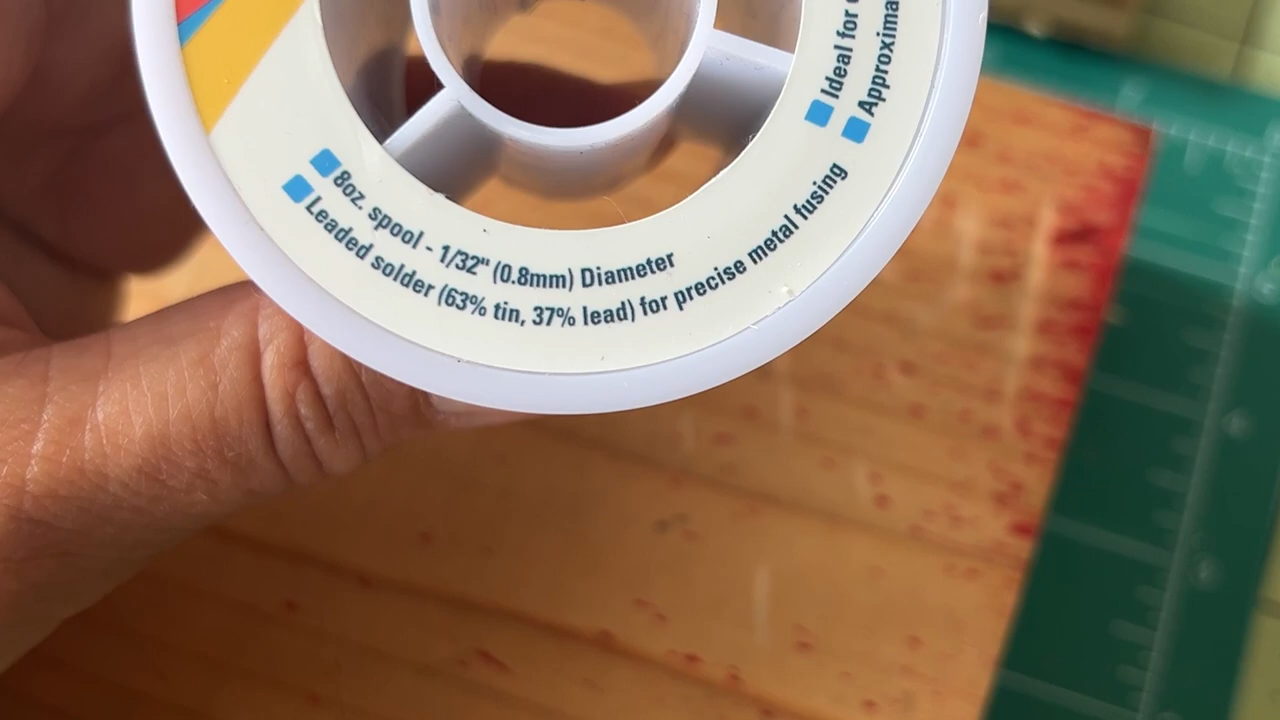 8oz. spool - 1/32" (0.8mm) Diameter
Leaded solder (63% tin, 37% lead) for precise metal fusing
Ideal for